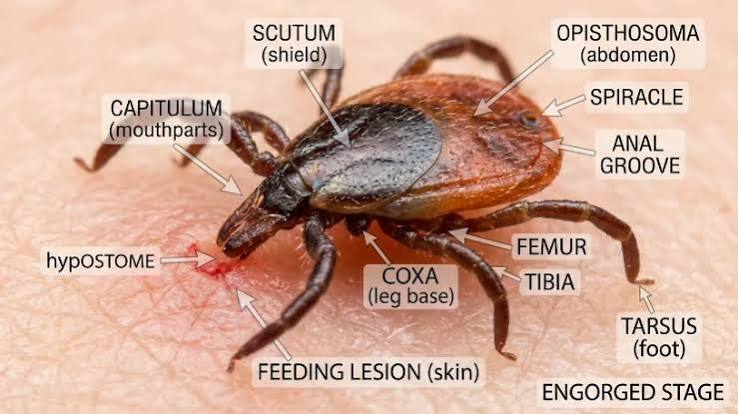 SCUTUM
(shield)
OPISTHOSOMA
(abdomen)
SPIRACLE
CAPITULUM
(mouthparts)
ANAL
GROOVE
hypOSTOME
FEMUR
COXA
(leg base)
TIBIA
TARSUS
(foot)
FEEDING LESION (skin)
ENGORGED STAGE